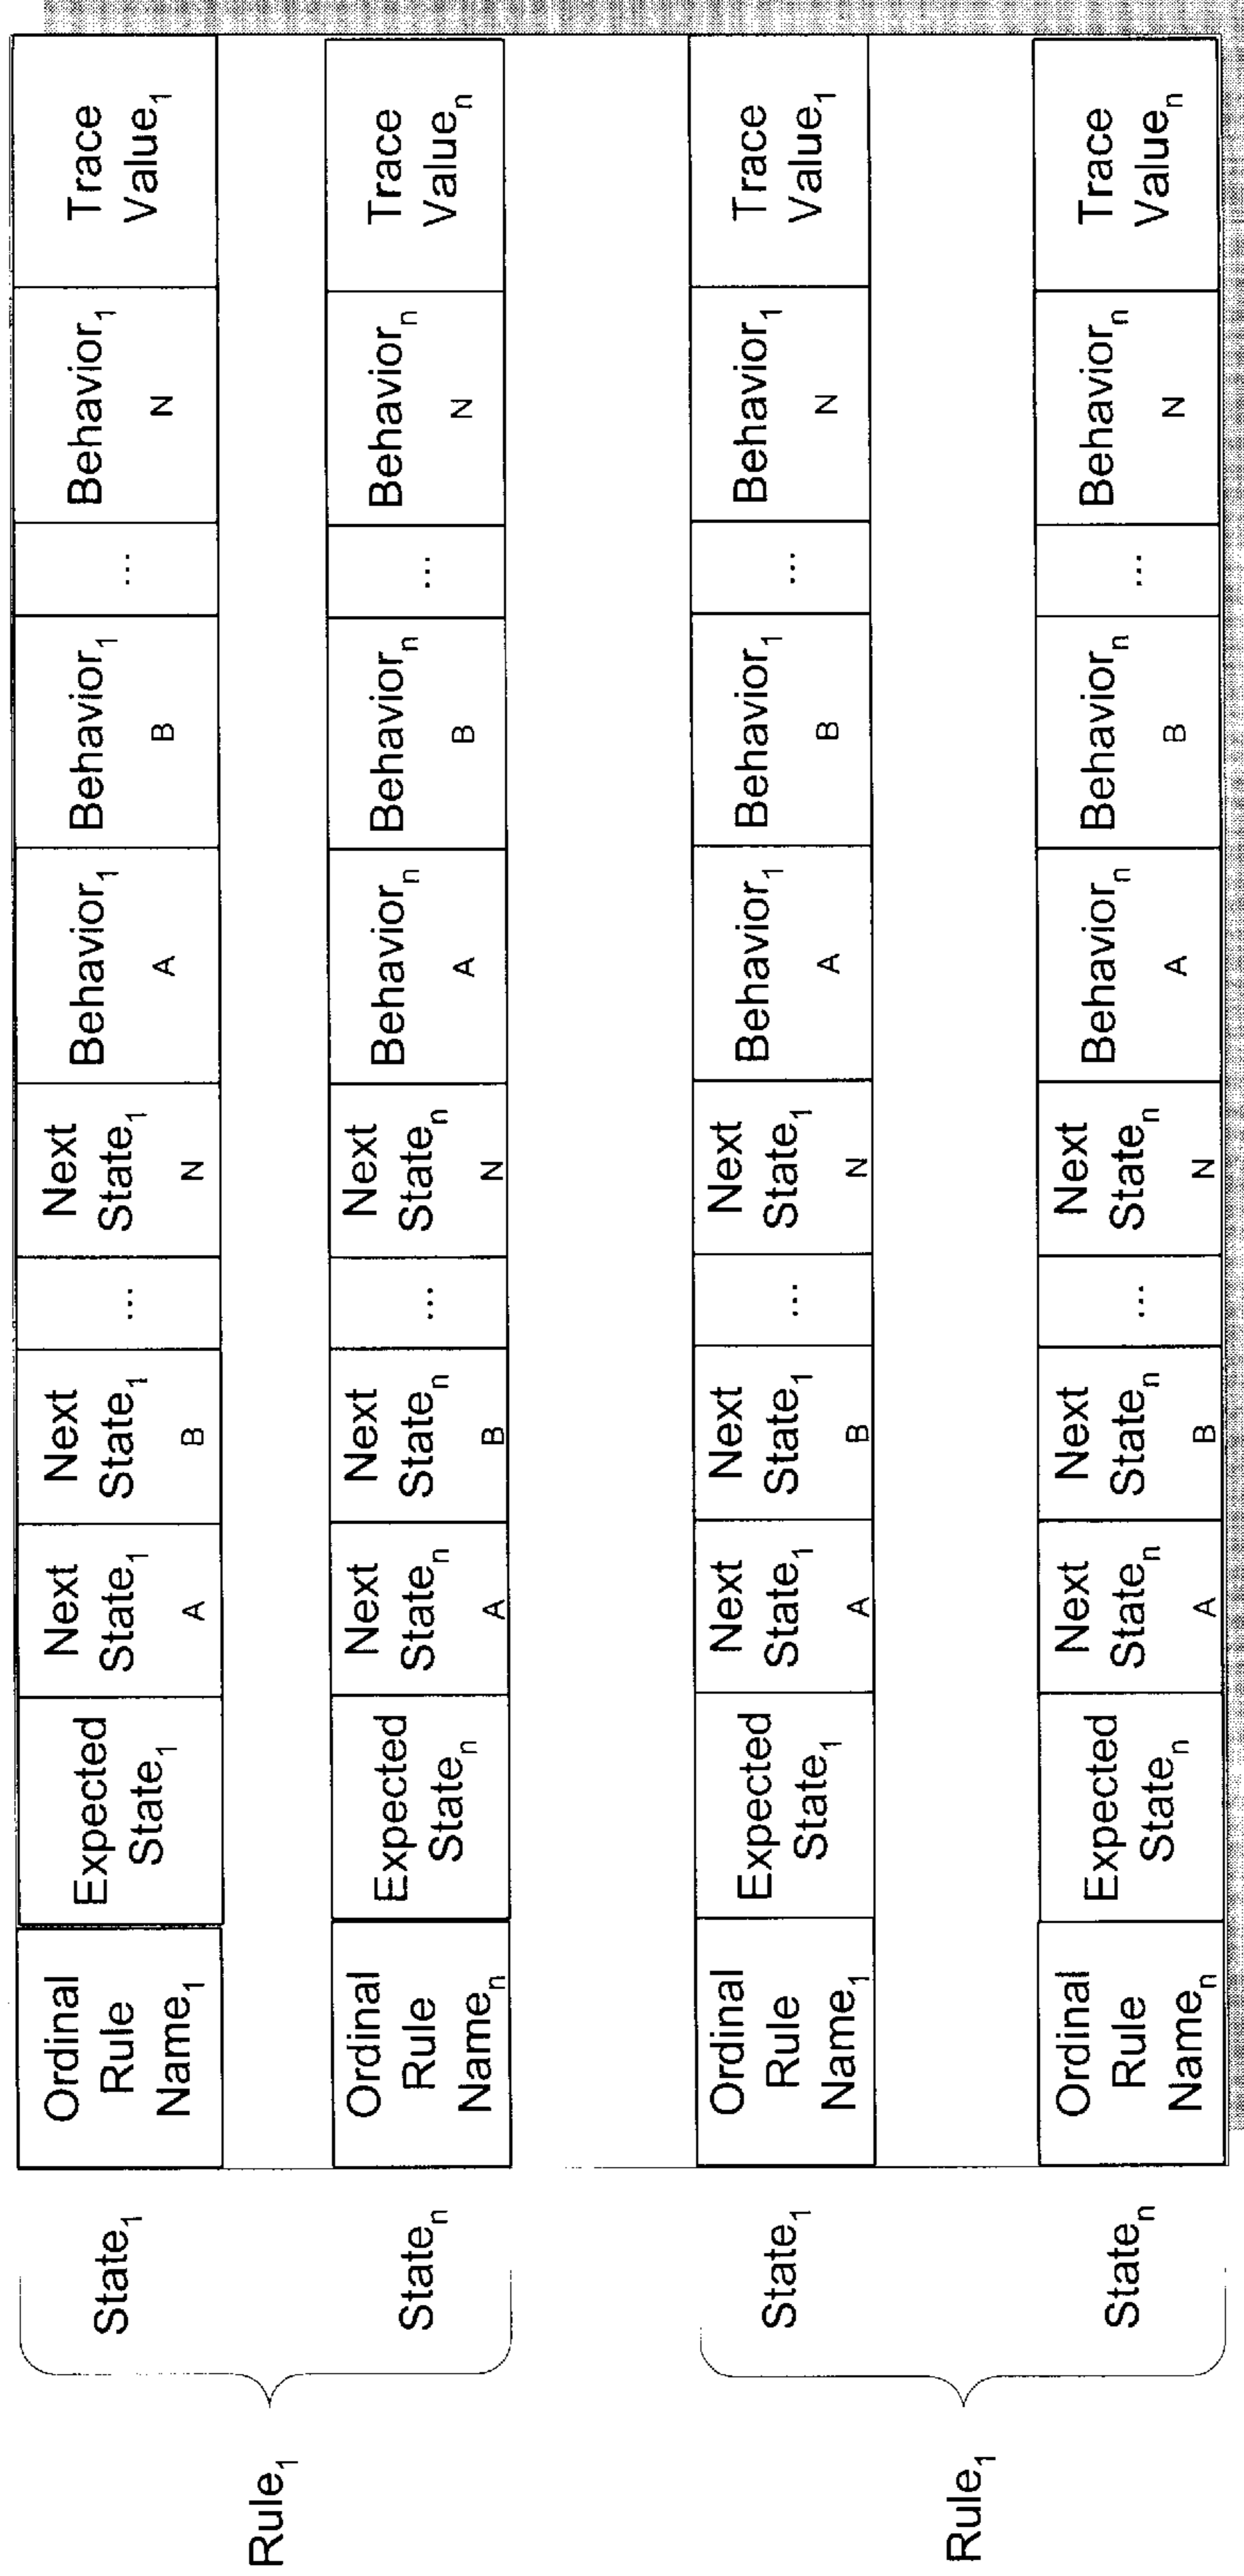 Rule₁
State₁
Ordinal
Rule
Name₁
Expected
State₁
Next
State₁
A
Next
State₁
B
...
Next
State₁
N
Behavior₁
A
Behavior₁
B
...
Behavior₁
N
Trace
Value₁
Stateₙ
Ordinal
Rule
Nameₙ
Expected
Stateₙ
Next
Stateₙ
A
Next
Stateₙ
B
...
Next
Stateₙ
N
Behaviorₙ
A
Behaviorₙ
B
...
Behaviorₙ
N
Trace
Valueₙ
Rule₁
State₁
Ordinal
Rule
Name₁
Expected
State₁
Next
State₁
A
Next
State₁
B
...
Next
State₁
N
Behavior₁
A
Behavior₁
B
...
Behavior₁
N
Trace
Value₁
Stateₙ
Ordinal
Rule
Nameₙ
Expected
Stateₙ
Next
Stateₙ
A
Next
Stateₙ
B
...
Next
Stateₙ
N
Behaviorₙ
A
Behaviorₙ
B
...
Behaviorₙ
N
Trace
Valueₙ